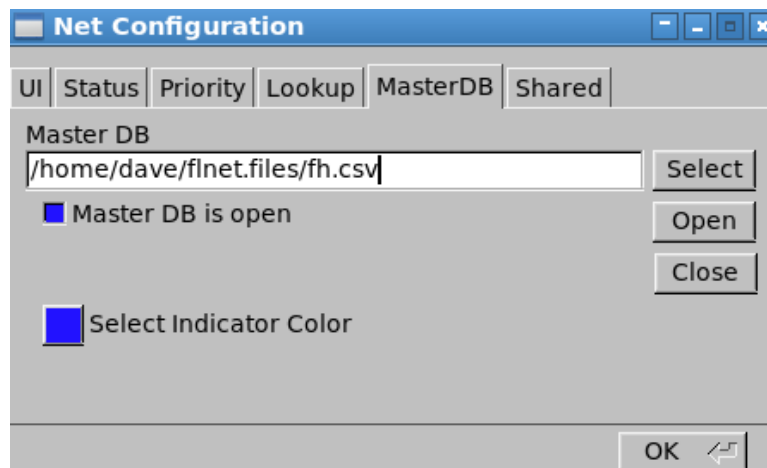 Net Configuration
UI Status Priority Lookup MasterDB Shared
Master DB
/home/dave/flnet.files/fh.csv Select
Master DB is open Open
Close
Select Indicator Color
OK